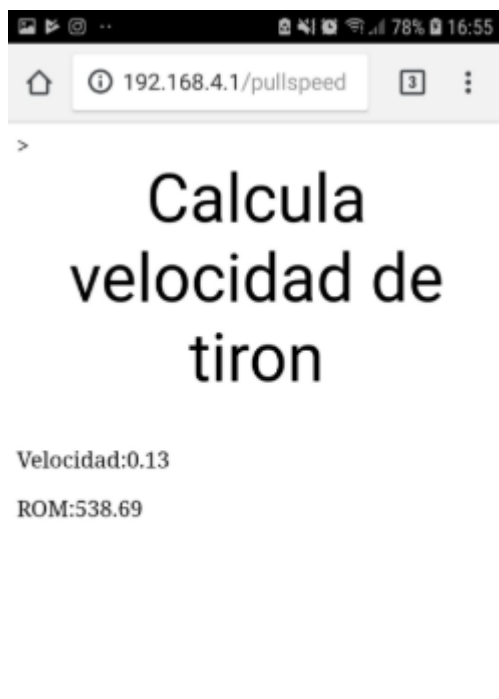 78% 16:55
192.168.4.1/pullspeed 3
>
Calcula
velocidad de
tiron
Velocidad:0.13
ROM:538.69